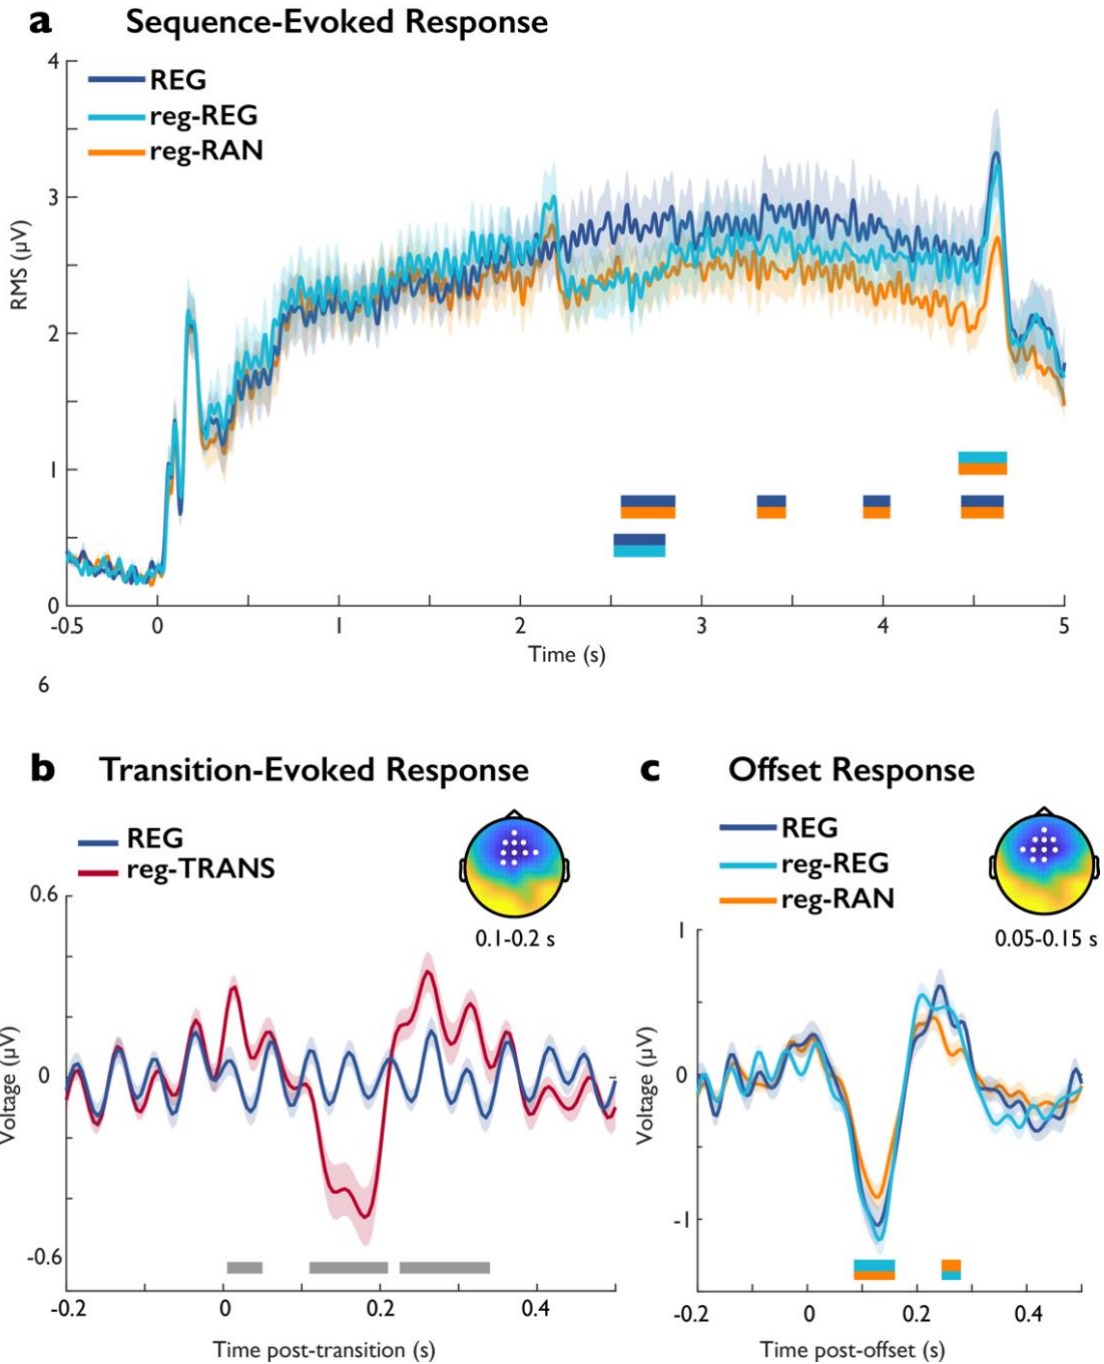 a Sequence-Evoked Response
4
REG
reg-REG
reg-RAN
3
RMS (μV)
2
1
0
-0.5 0 1 2 3 4 5
Time (s)
6
b Transition-Evoked Response
REG
reg-TRANS
0.1-0.2 s
0.6
Voltage (μV)
0
-0.6
-0.2 0 0.2 0.4
Time post-transition (s)
c Offset Response
REG
reg-REG
reg-RAN
0.05-0.15 s
1
Voltage (μV)
0
-1
-0.2 0 0.2 0.4
Time post-offset (s)